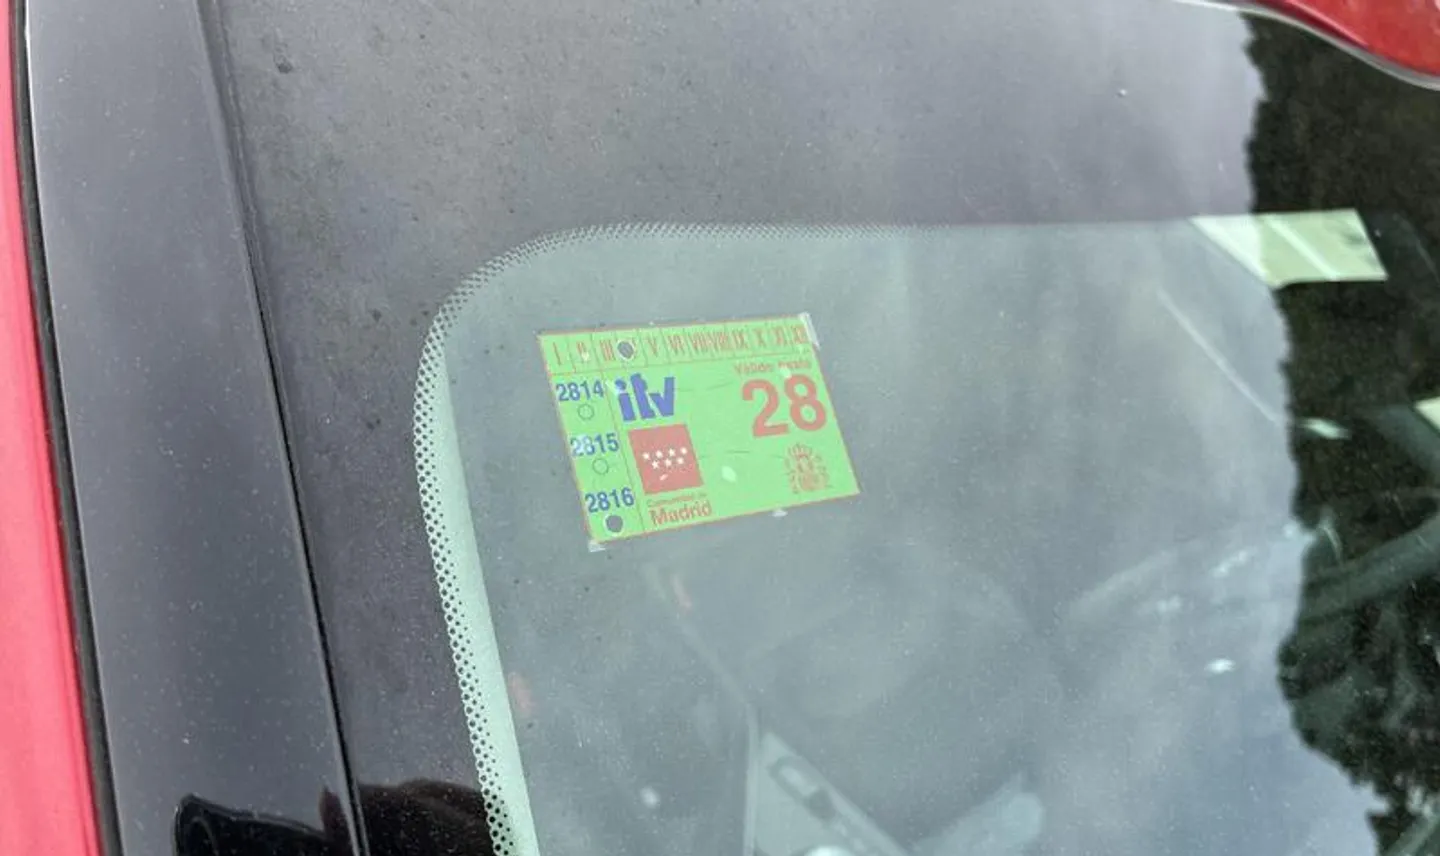 I II III V VI VII VIII IX X XI XII
2814
itv
Válido hasta
28
2815
2816
Comunidad de
Madrid